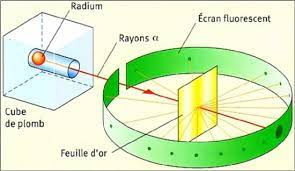 Radium
Écran fluorescent
Rayons α
Cube
de plomb
Feuille d'or